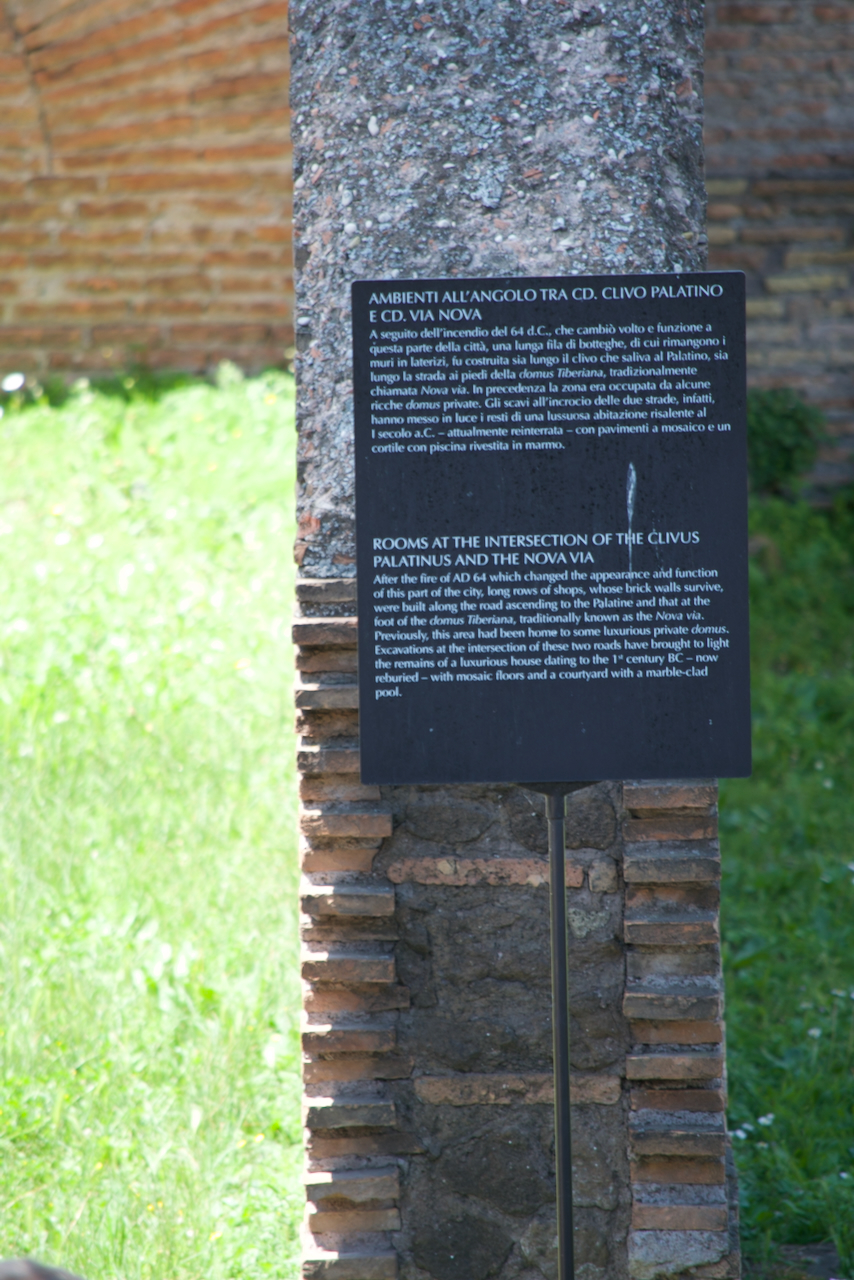 AMBIENTI ALL'ANGOLO TRA CD. CLIVO PALATINO
E CD. VIA NOVA
A seguito dell'incendio del 64 d.C., che cambiò volto e funzione a
questa parte della città, una lunga fila di botteghe, di cui rimangono i
muri in laterizi, fu costruita sia lungo il clivo che saliva al Palatino, sia
lungo la strada ai piedi della domus Tiberiana, tradizionalmente
chiamata Nova via. In precedenza la zona era occupata da alcune
ricche domus private. Gli scavi all'incrocio delle due strade, infatti,
hanno messo in luce i resti di una lussuosa abitazione risalente al
I secolo a.C. – attualmente reinterrata – con pavimenti a mosaico e un
cortile con piscina rivestita in marmo.
ROOMS AT THE INTERSECTION OF THE CLIVUS
PALATINUS AND THE NOVA VIA
After the fire of AD 64 which changed the appearance and function
of this part of the city, long rows of shops, whose brick walls survive,
were built along the road ascending to the Palatine and that at the
foot of the domus Tiberiana, traditionally known as the Nova via.
Previously, this area had been home to some luxurious private domus.
Excavations at the intersection of these two roads have brought to light
the remains of a luxurious house dating to the 1st century BC – now
reburied – with mosaic floors and a courtyard with a marble-clad
pool.